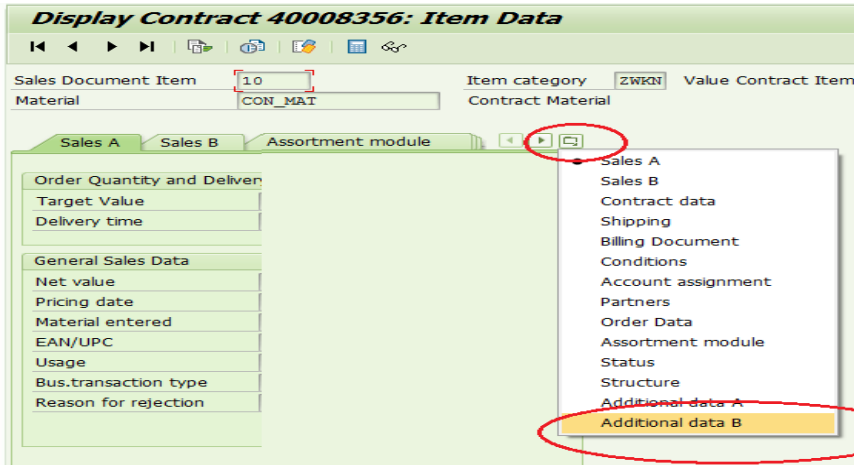 Display Contract 40008356: Item Data
Sales Document Item 10 Item category ZWKN Value Contract Item
Material CON_MAT Contract Material
Sales A Sales B Assortment module
Order Quantity and Deliver
Target Value
Delivery time
General Sales Data
Net value
Pricing date
Material entered
EAN/UPC
Usage
Bus.transaction type
Reason for rejection
Sales A
Sales B
Contract data
Shipping
Billing Document
Conditions
Account assignment
Partners
Order Data
Assortment module
Status
Structure
Additional data A
Additional data B